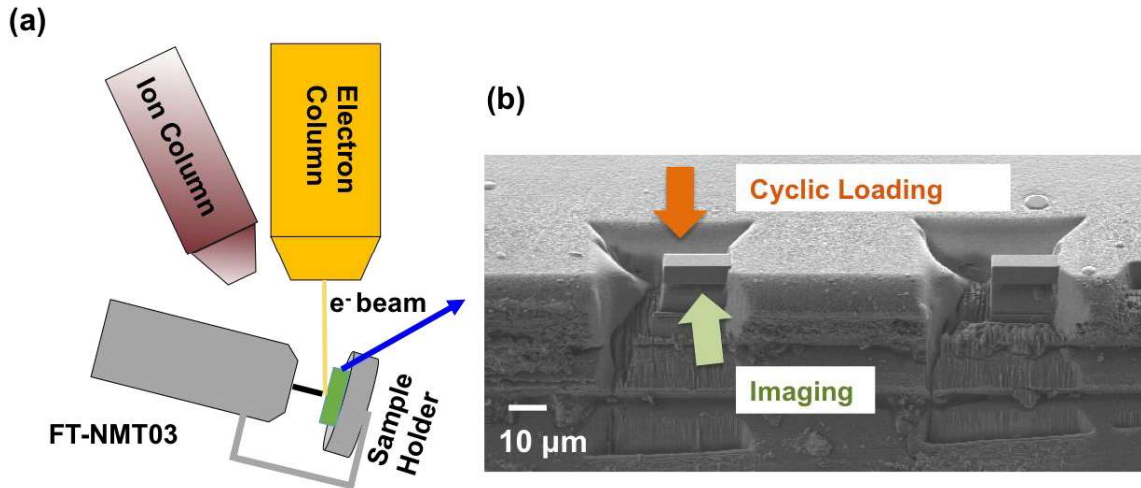 (a)
Ion Column
Electron
Column
e- beam
FT-NMT03
Sample
Holder
(b)
Cyclic Loading
Imaging
10 µm